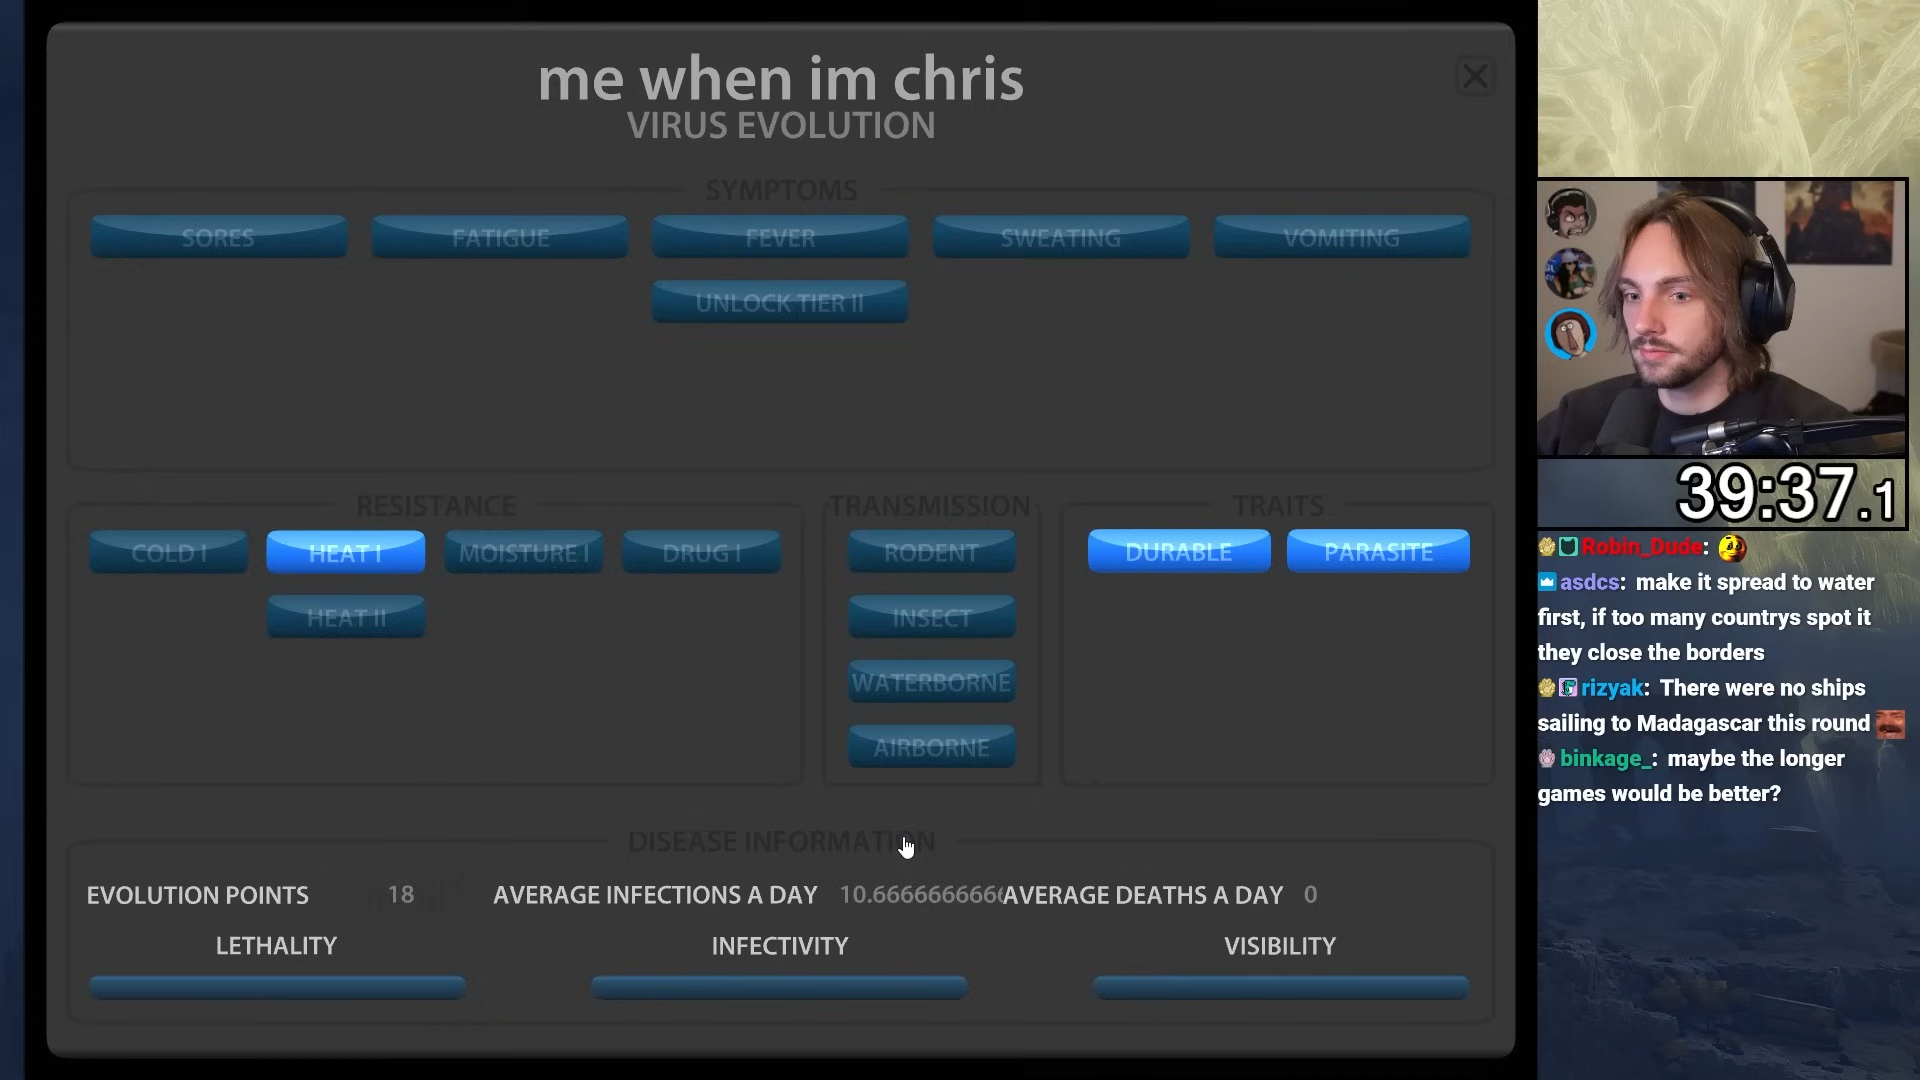 me when im chris
VIRUS EVOLUTION
SYMPTOMS
SORES FATIGUE FEVER SWEATING VOMITING
UNLOCK TIER II
RESISTANCE TRANSMISSION TRAITS
COLD I HEAT I MOISTURE I DRUG I RODENT DURABLE PARASITE
HEAT II INSECT
WATERBORNE
AIRBORNE
DISEASE INFORMATION
EVOLUTION POINTS 18 AVERAGE INFECTIONS A DAY 10.6666666666 AVERAGE DEATHS A DAY 0
LETHALITY INFECTIVITY VISIBILITY
39:37.1
Robin_Dude:
asdcs: make it spread to water
first, if too many countrys spot it
they close the borders
rizyak: There were no ships
sailing to Madagascar this round
binkage_: maybe the longer
games would be better?